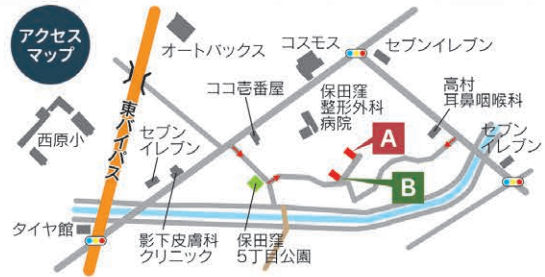 アクセス
マップ
オートバックス
コスモス
セブンイレブン
ココ壱番屋
保田窪
整形外科
病院
高村
耳鼻咽喉科
東バイパス
西原小
セブン
イレブン
A
セブン
イレブン
B
タイヤ館
影下皮膚科
クリニック
保田窪
5丁目公園